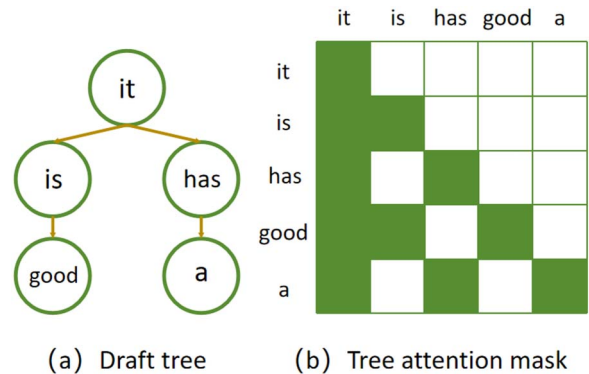 it
is
has
good
a
(a) Draft tree
it is has good a
it
is
has
good
a
(b) Tree attention mask